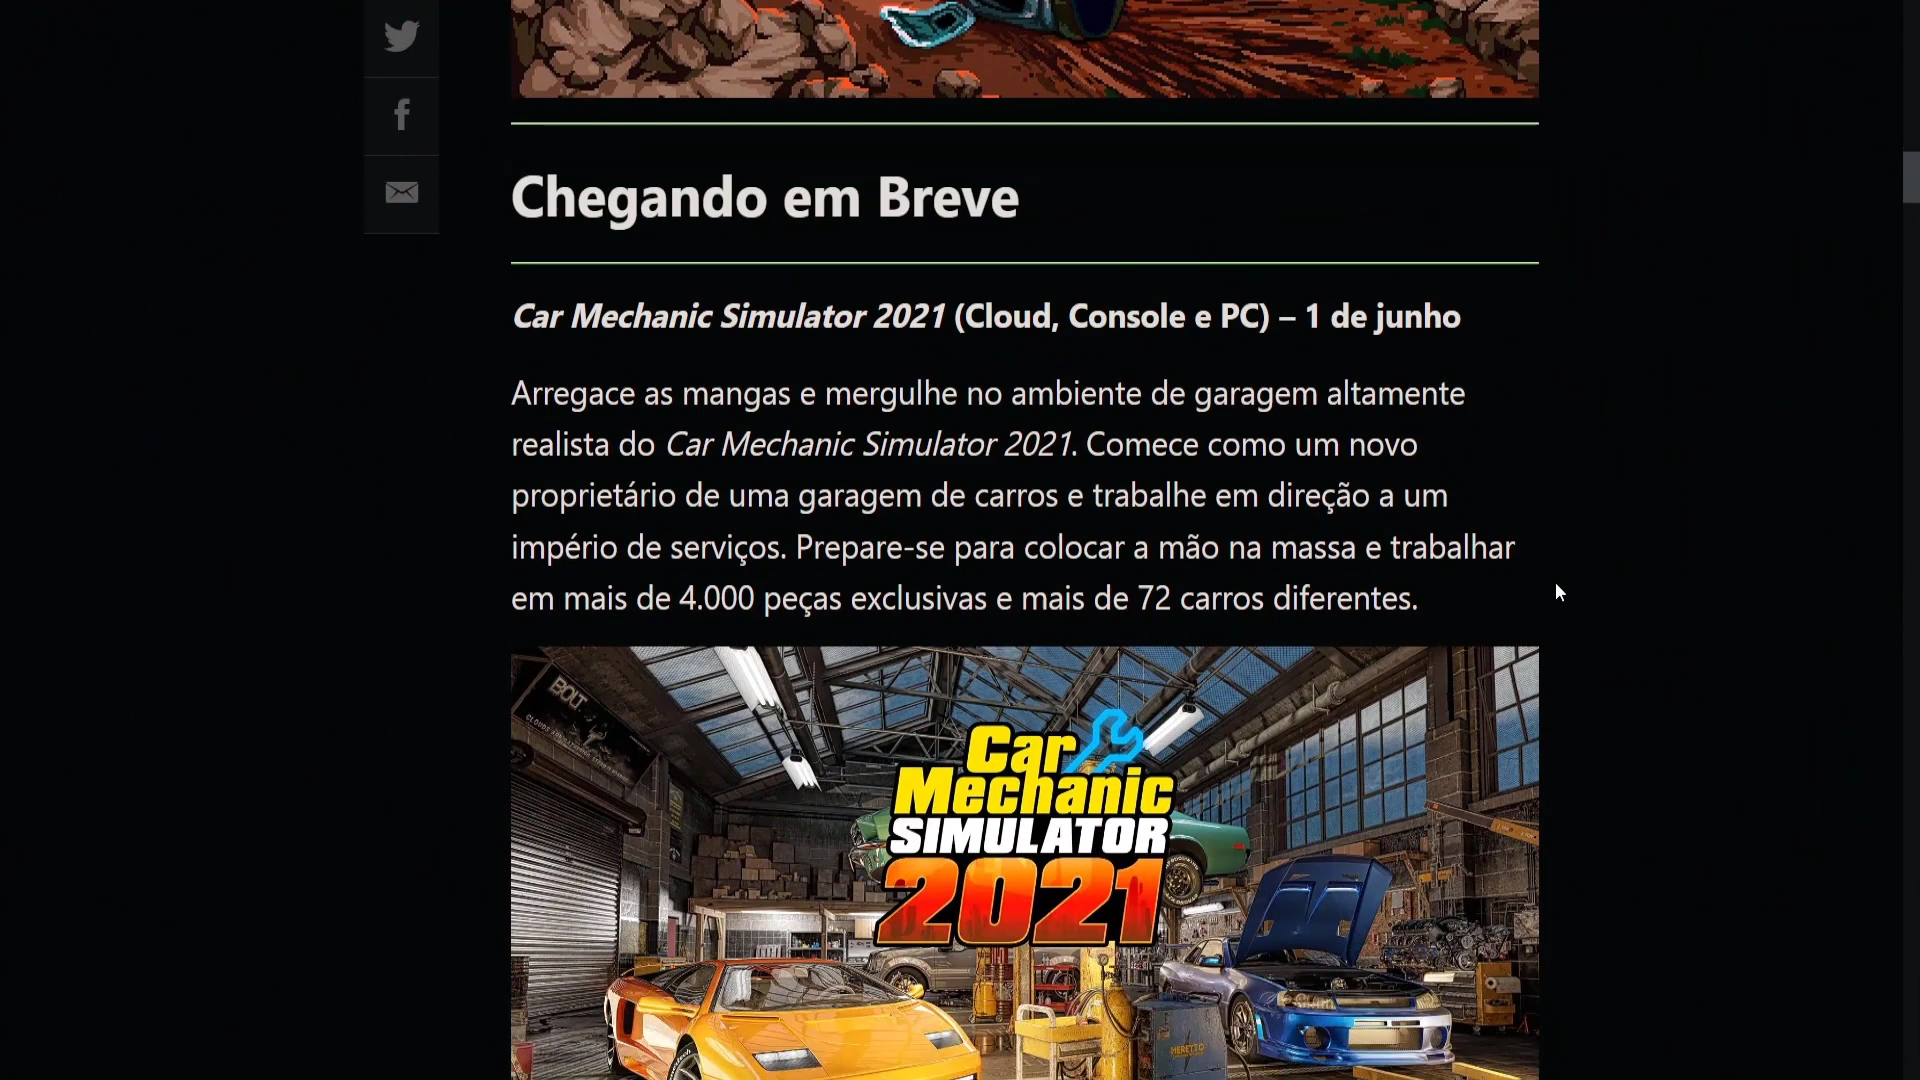 Chegando em Breve
Car Mechanic Simulator 2021 (Cloud, Console e PC) – 1 de junho
Arregace as mangas e mergulhe no ambiente de garagem altamente
realista do Car Mechanic Simulator 2021. Comece como um novo
proprietário de uma garagem de carros e trabalhe em direção a um
império de serviços. Prepare-se para colocar a mão na massa e trabalhar
em mais de 4.000 peças exclusivas e mais de 72 carros diferentes.
BOLT
Car
Mechanic
SIMULATOR
2021